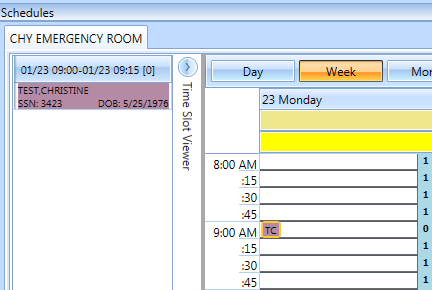 Schedules
CHY EMERGENCY ROOM
01/23 09:00-01/23 09:15 [0]
TEST,CHRISTINE
SSN: 3423 DOB: 5/25/1976
Time Slot Viewer
Day Week Mor
23 Monday
8:00 AM 1
:15 1
:30 1
:45 1
9:00 AM TC 0
:15 1
:30 1
:45 1